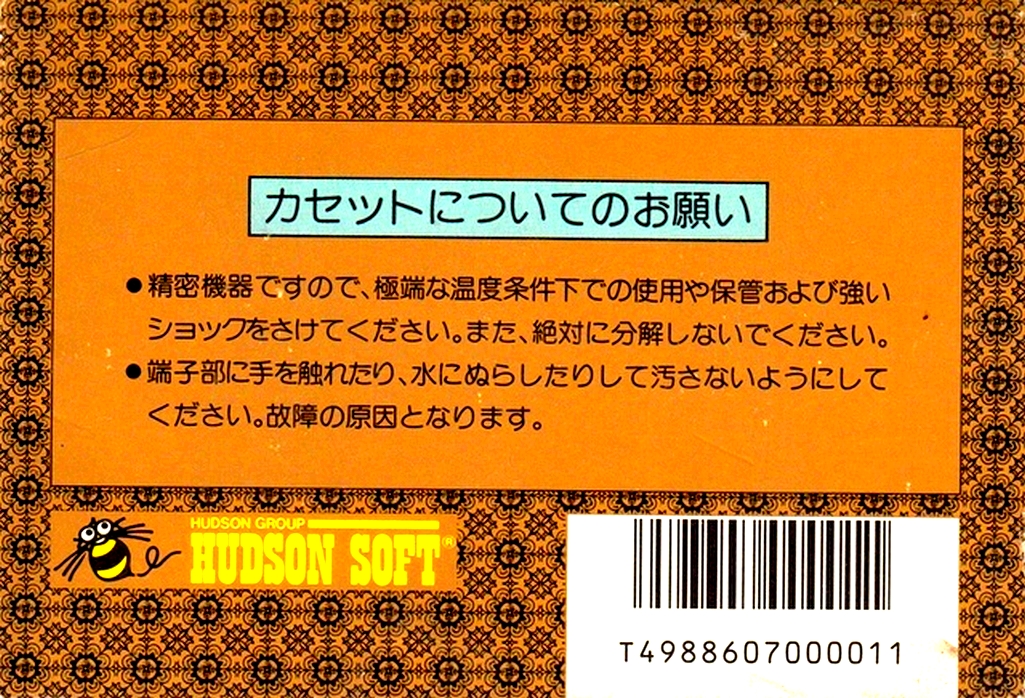 カセットについてのお願い
●精密機器ですので、極端な温度条件下での使用や保管および強い
ショックをさけてください。また、絶対に分解しないでください。
●端子部に手を触れたり、水にぬらしたりして汚さないようにして
ください。故障の原因となります。
HUDSON GROUP
HUDSON SOFT®
T4988607000011